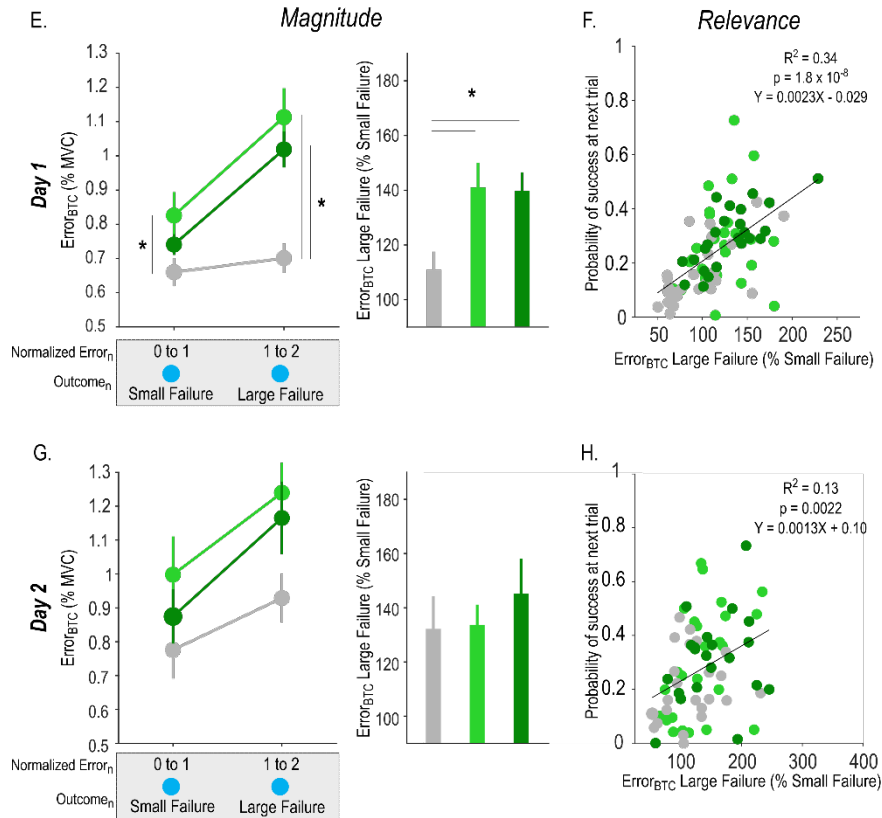 E.
Magnitude
F.
Relevance
Day 1
Error_BTC (% MVC)
1.3
1.2
1.1
1
0.9
0.8
0.7
0.6
0.5
*
*
Normalized Error_n
0 to 1
1 to 2
Outcome_n
Small Failure
Large Failure
Error_BTC Large Failure (% Small Failure)
180
160
140
120
100
*
Probability of success at next trial
1
0.8
0.6
0.4
0.2
0
R² = 0.34
p = 1.8 x 10⁻⁸
Y = 0.0023X - 0.029
50
100
150
200
250
Error_BTC Large Failure (% Small Failure)
G.
H.
Day 2
Error_BTC (% MVC)
1.3
1.2
1.1
1
0.9
0.8
0.7
0.6
0.5
Normalized Error_n
0 to 1
1 to 2
Outcome_n
Small Failure
Large Failure
Error_BTC Large Failure (% Small Failure)
180
160
140
120
100
Probability of success at next trial
1
0.8
0.6
0.4
0.2
0
R² = 0.13
p = 0.0022
Y = 0.0013X + 0.10
100
200
300
400
Error_BTC Large Failure (% Small Failure)